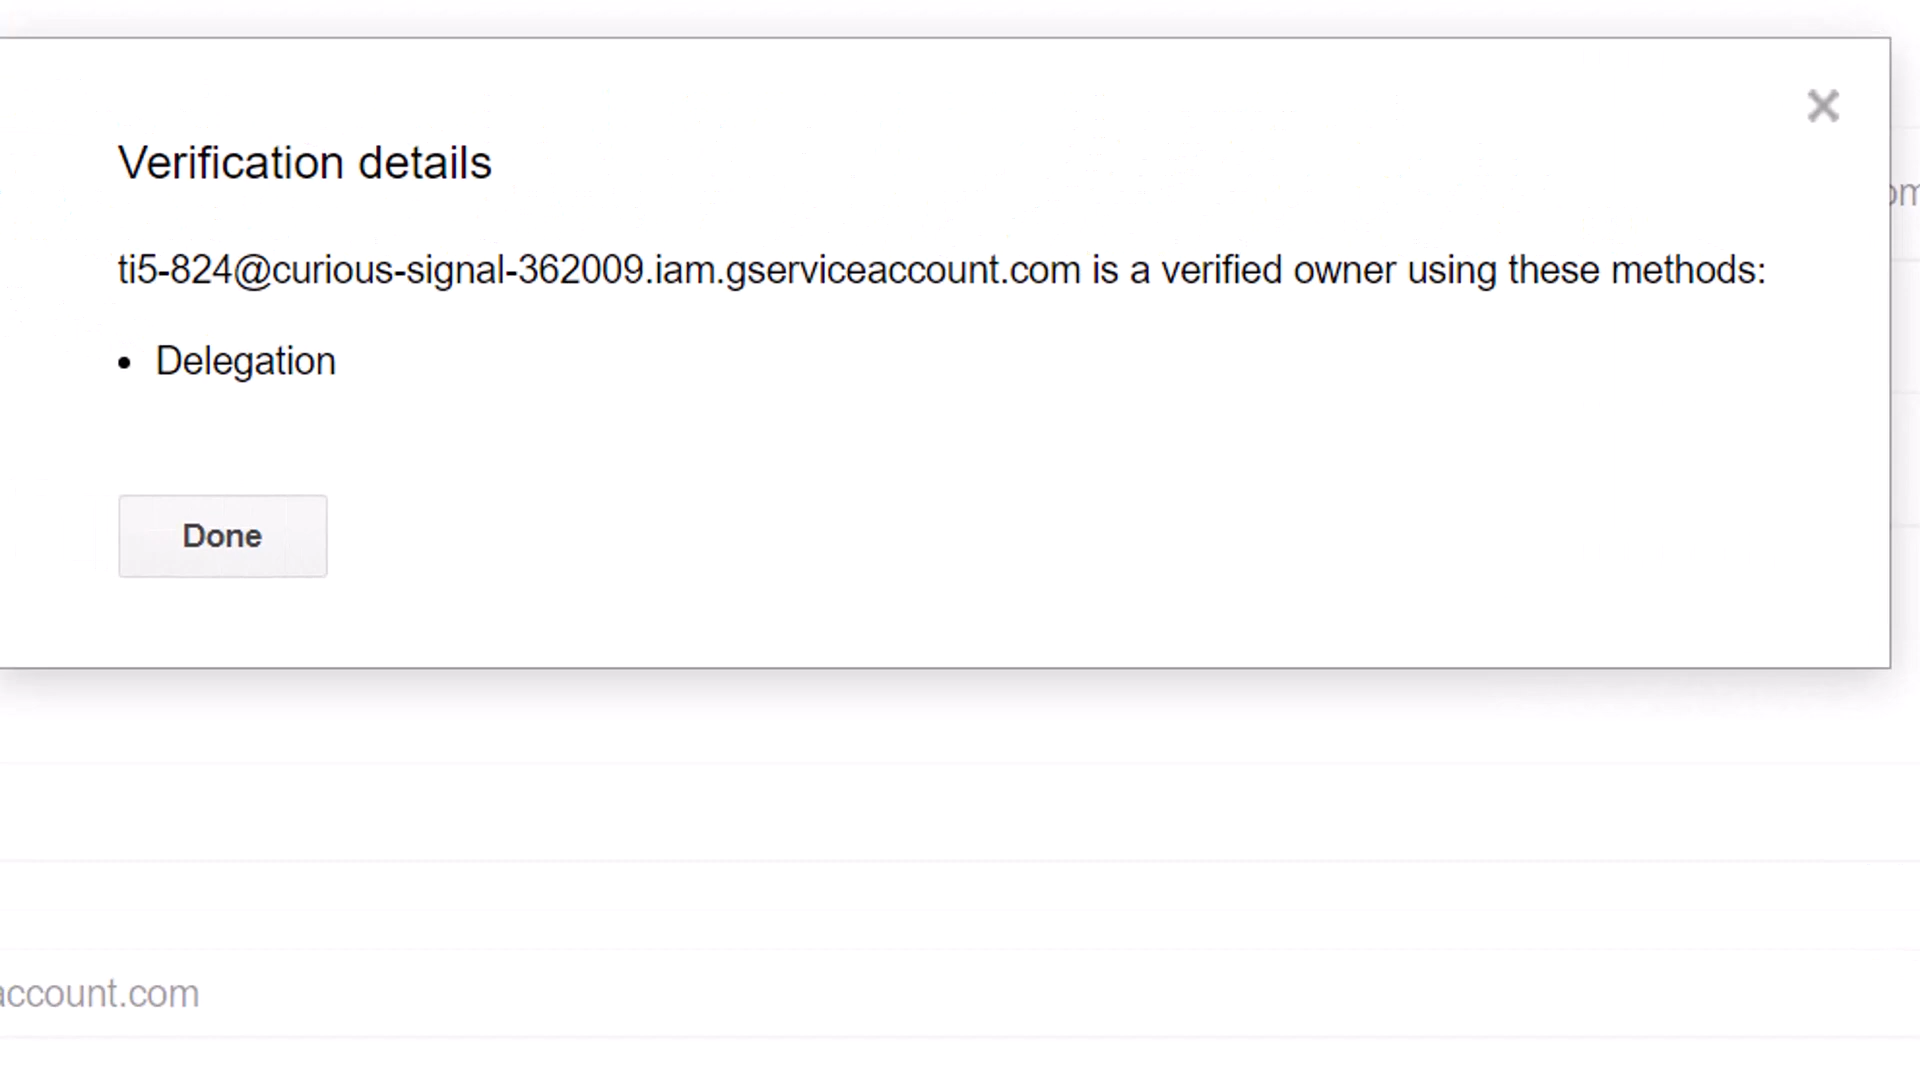 Verification details
ti5-824@curious-signal-362009.iam.gserviceaccount.com is a verified owner using these methods:
• Delegation
Done
account.com